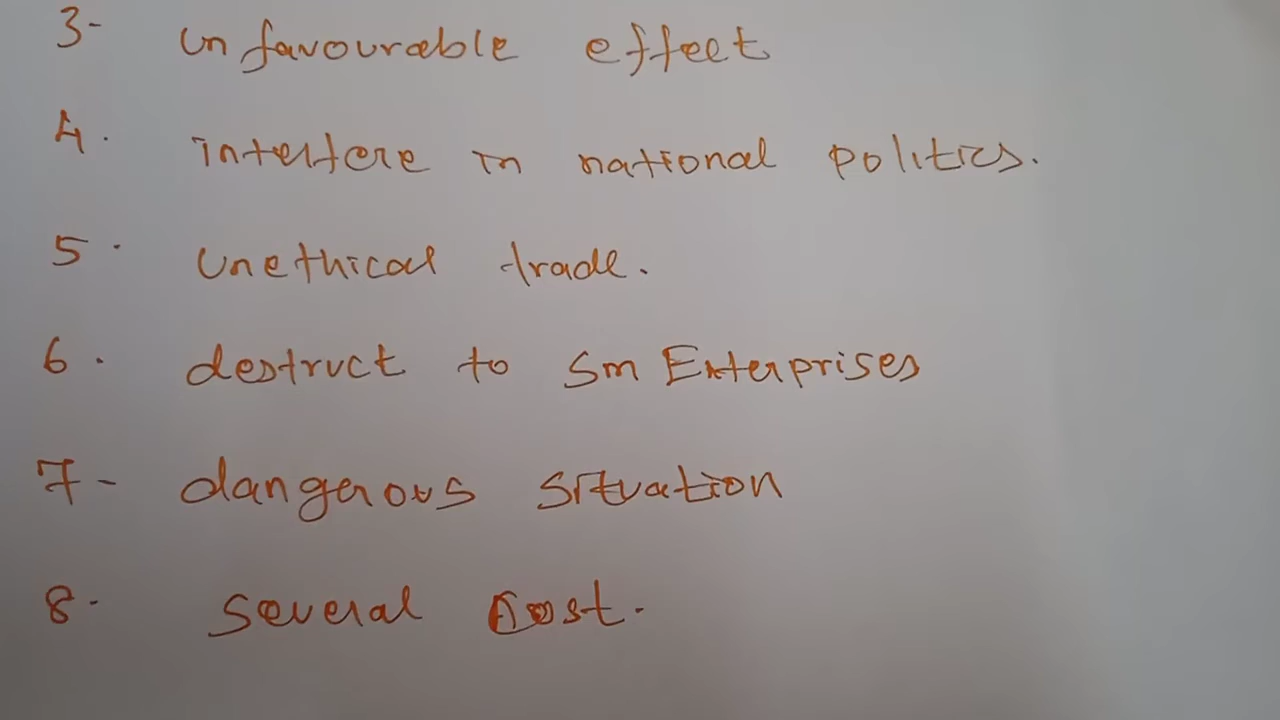 3- unfavourable effect
4. interfere in national politics.
5. unethical trade.
6. destruct to Sm Enterprises
7- dangerous situation
8. Several Cost.